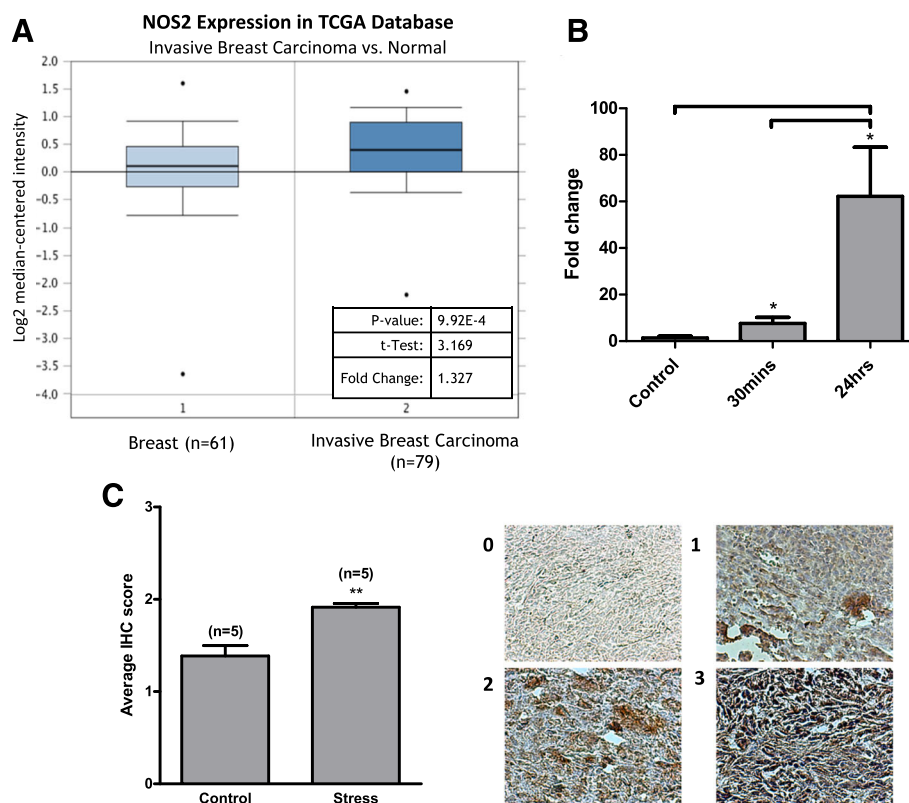 A
NOS2 Expression in TCGA Database
Invasive Breast Carcinoma vs. Normal
Log2 median-centered intensity
2.0
1.5
1.0
0.5
0.0
-0.5
-1.0
-1.5
-2.0
-2.5
-3.0
-3.5
-4.0
P-value: 9.92E-4
t-Test: 3.169
Fold Change: 1.327
1 2
Breast (n=61)
Invasive Breast Carcinoma
(n=79)
B
Fold change
100
80
60
40
20
0
*
*
Control
30mins
24hrs
C
Average IHC score
3
2
1
0
(n=5)
(n=5)
**
Control Stress
0
1
2
3